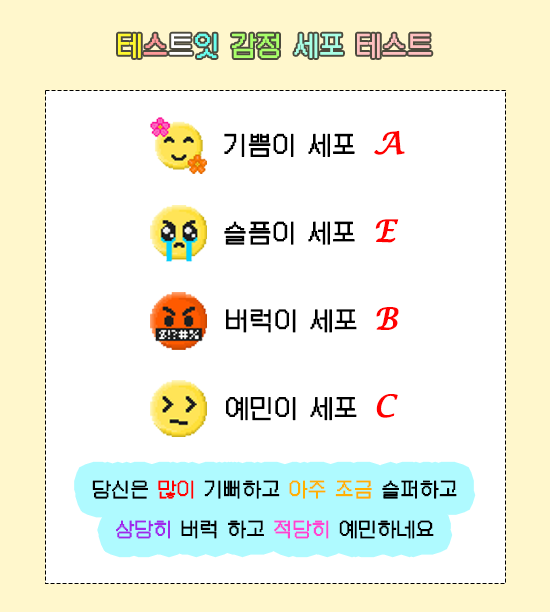 테스트잇 감정 세포 테스트
기쁨이 세포 A
슬픔이 세포 E
$!?#%
버럭이 세포 B
예민이 세포 C
당신은 많이 기뻐하고 아주 조금 슬퍼하고
상당히 버럭 하고 적당히 예민하네요